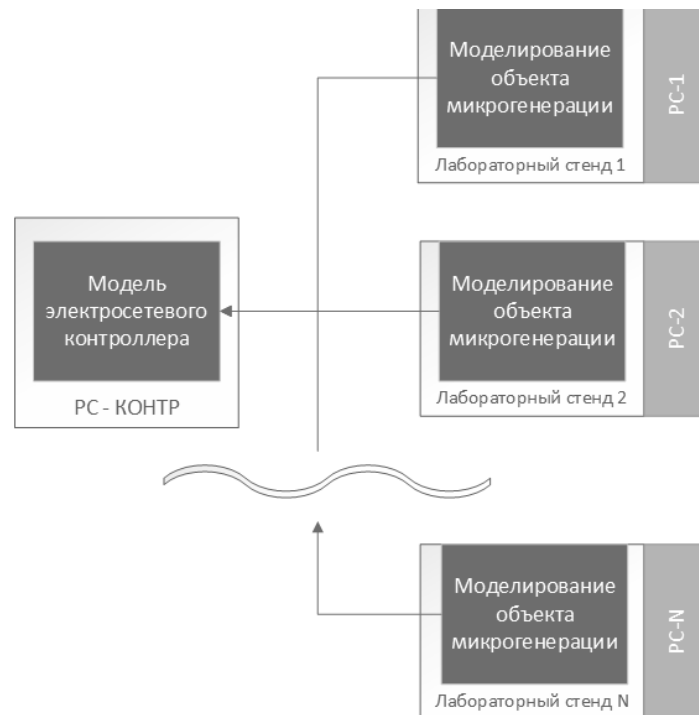 Моделирование
объекта
микрогенерации
Лабораторный стенд 1
PC-1
Модель
электросетевого
контроллера
РС - КОНТР
Моделирование
объекта
микрогенерации
Лабораторный стенд 2
PC-2
Моделирование
объекта
микрогенерации
Лабораторный стенд N
PC-N